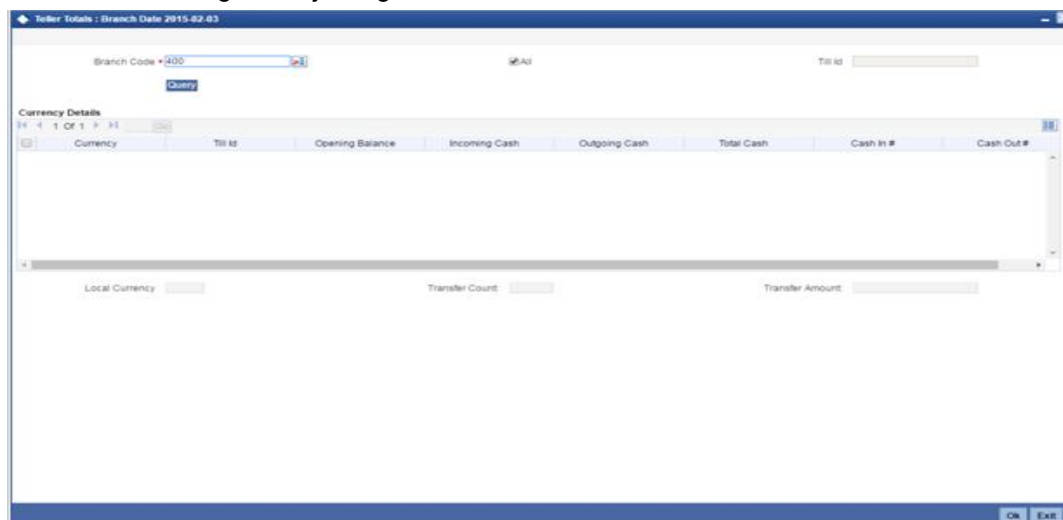 Teller Totals : Branch Date 2015-02-03
Branch Code * 400 All Till Id
Query
Currency Details
1 Of 1 Go
Currency Till Id Opening Balance Incoming Cash Outgoing Cash Total Cash Cash In # Cash Out #
Local Currency Transfer Count Transfer Amount
Ok Exit